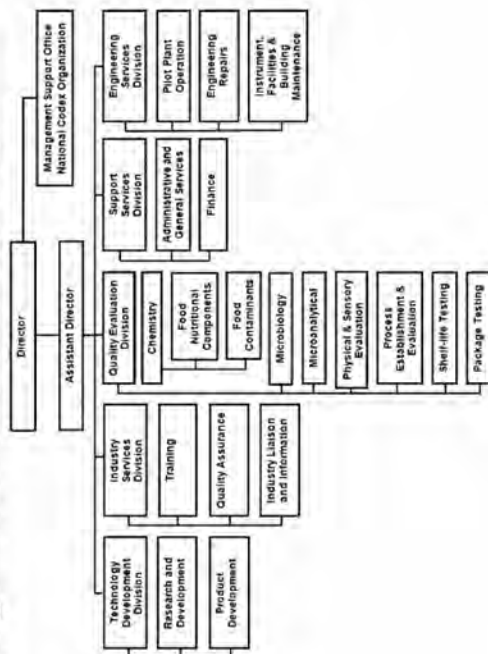 Director
Management Support Office
National Codex Organization
Assistant Director
Technology
Development
Division
Research and
Development
Product
Development
Industry
Services
Division
Training
Quality Assurance
Industry Liaison
and Information
Quality Evaluation
Division
Chemistry
Food
Nutritional
Components
Food
Contaminants
Microbiology
Microanalytical
Physical & Sensory
Evaluation
Process
Establishment &
Evaluation
Shelf-life Testing
Package Testing
Support
Services
Division
Administrative and
General Services
Finance
Engineering
Services
Division
Pilot Plant
Operation
Engineering
Repairs
Instrument,
Facilities &
Building
Maintenance